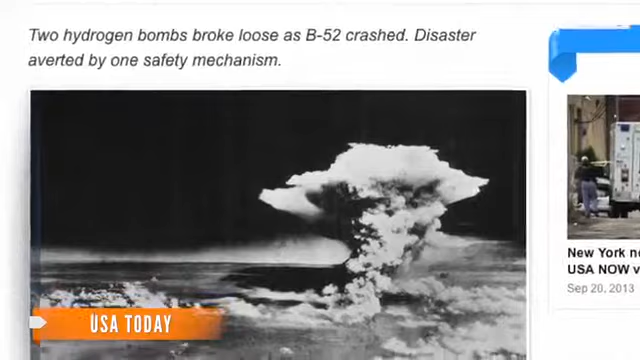 Two hydrogen bombs broke loose as B-52 crashed. Disaster
averted by one safety mechanism.
USA TODAY
New York
USA NOW
Sep 20, 2013